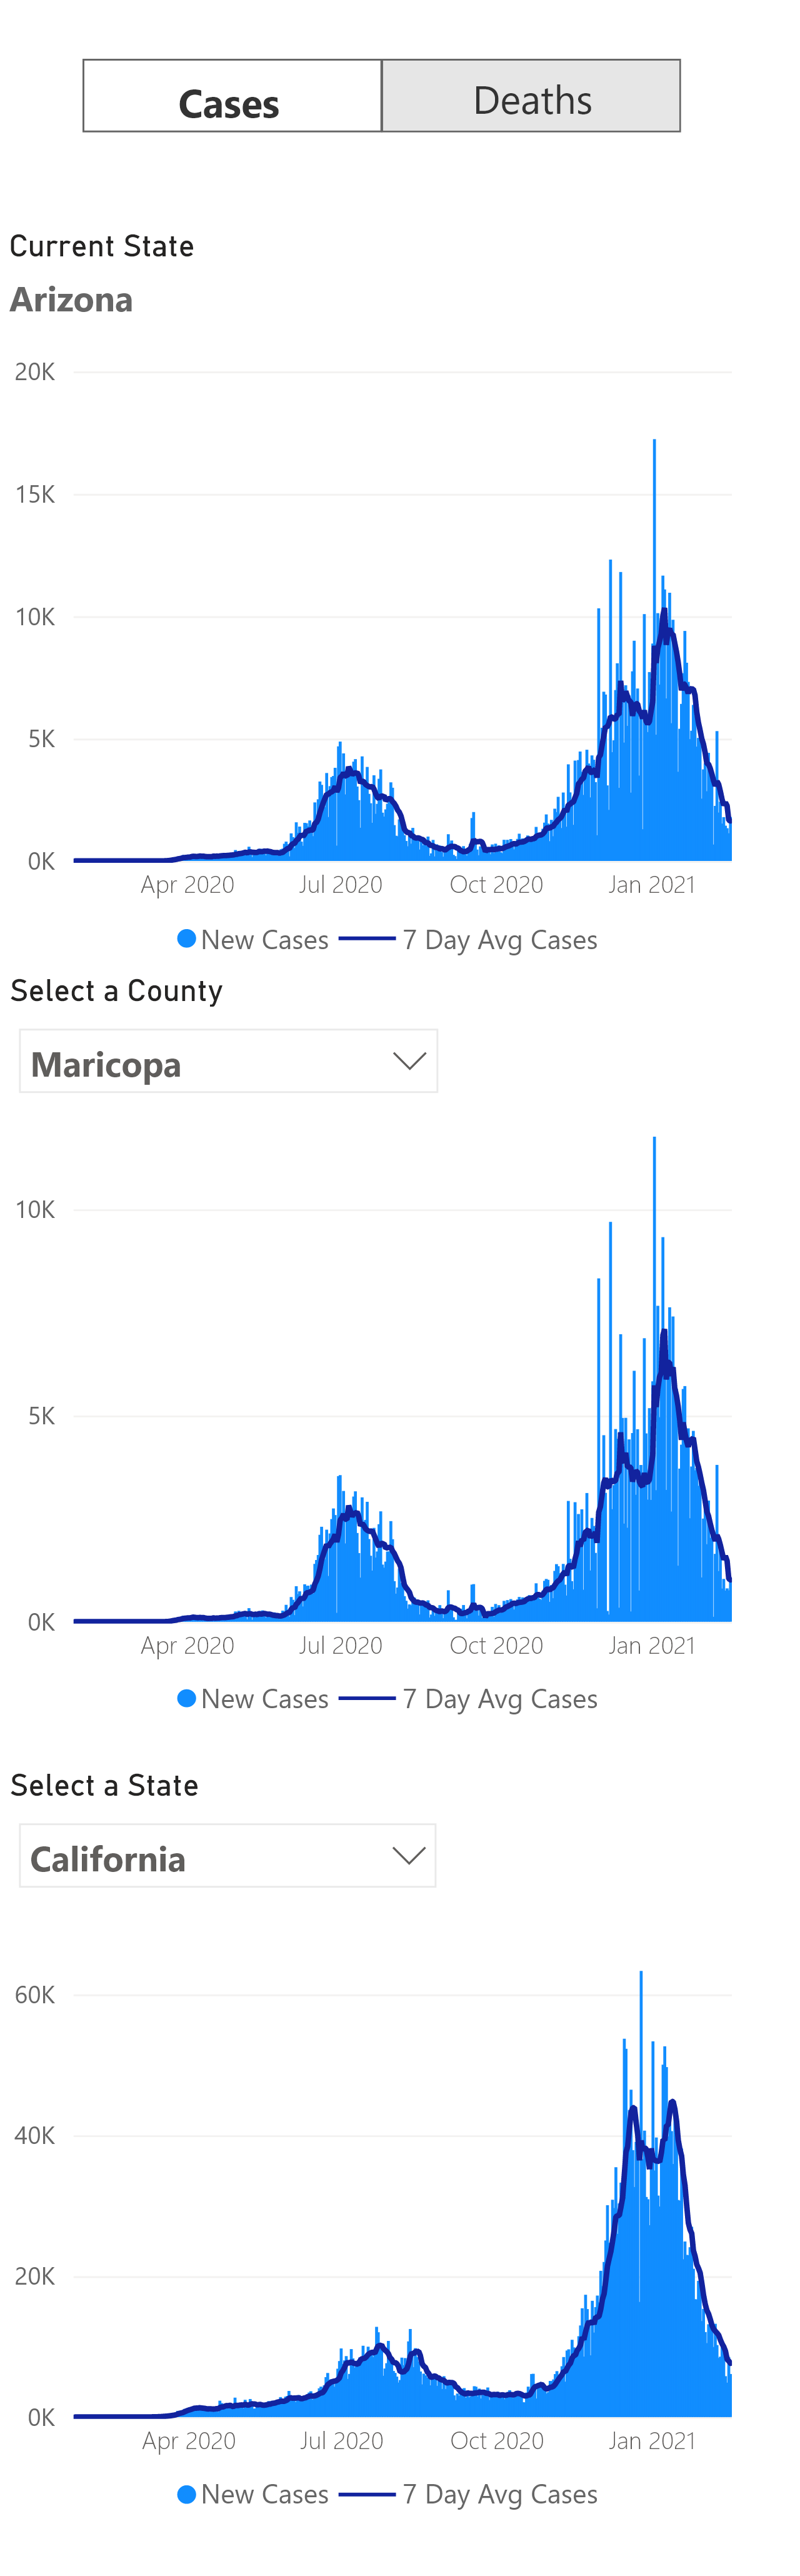 Cases Deaths
Current State
Arizona
20K
15K
10K
5K
0K
Apr 2020 Jul 2020 Oct 2020 Jan 2021
New Cases 7 Day Avg Cases
Select a County
Maricopa
10K
5K
0K
Apr 2020 Jul 2020 Oct 2020 Jan 2021
New Cases 7 Day Avg Cases
Select a State
California
60K
40K
20K
0K
Apr 2020 Jul 2020 Oct 2020 Jan 2021
New Cases 7 Day Avg Cases